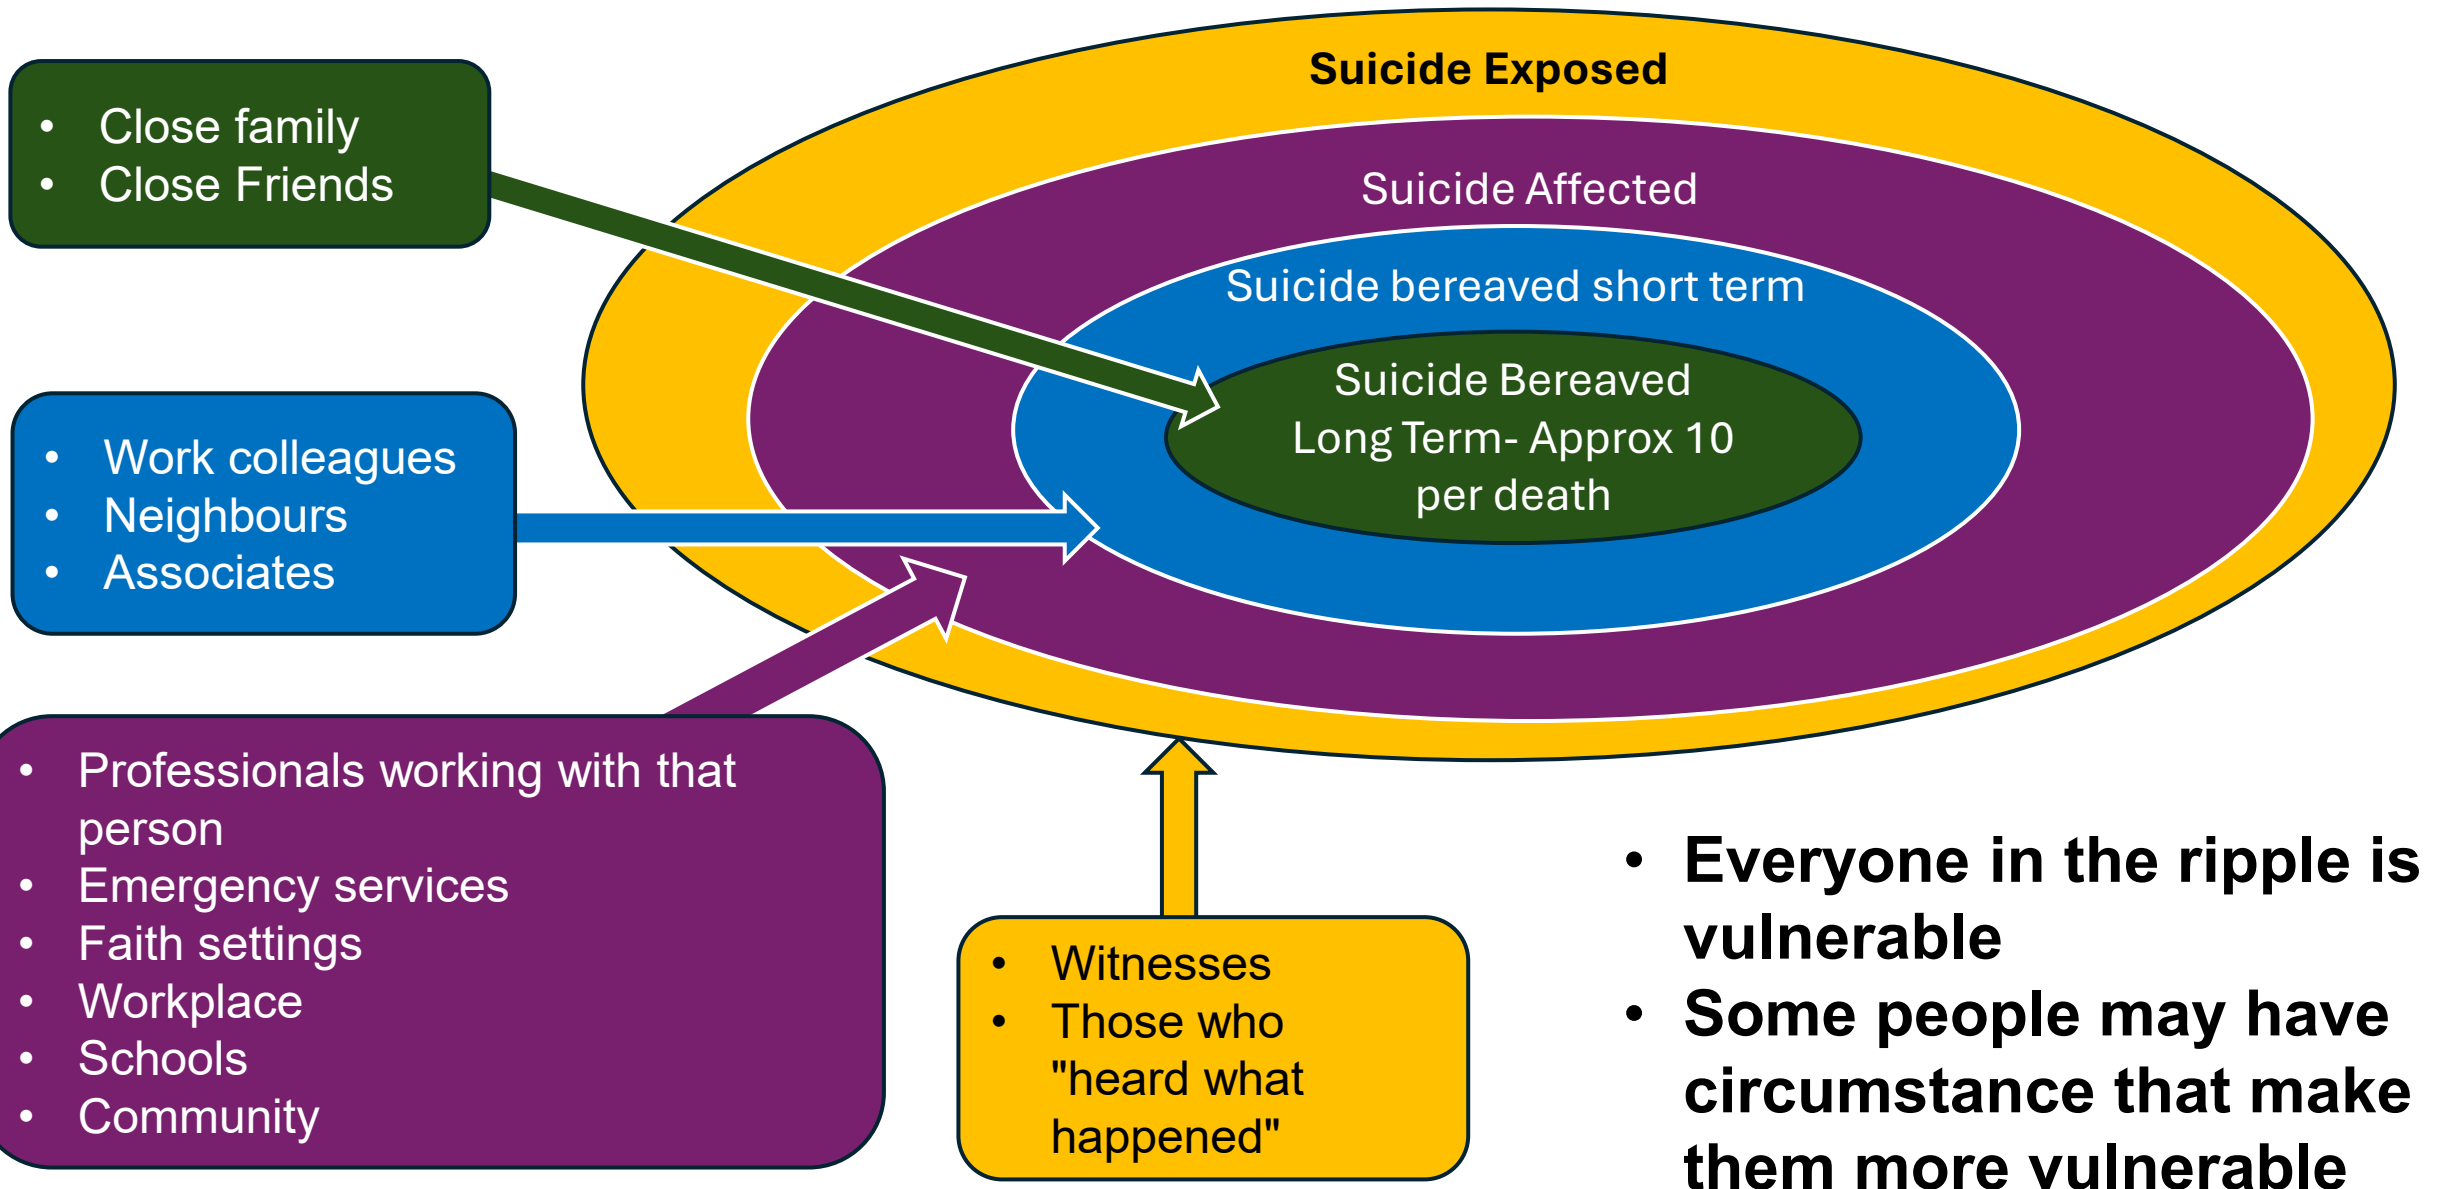 Suicide Exposed
Suicide Affected
Suicide bereaved short term
Suicide Bereaved
Long Term- Approx 10
per death
• Close family
• Close Friends
• Work colleagues
• Neighbours
• Associates
• Professionals working with that
person
• Emergency services
• Faith settings
• Workplace
• Schools
• Community
• Witnesses
• Those who
"heard what
happened"
• Everyone in the ripple is
vulnerable
• Some people may have
circumstance that make
them more vulnerable